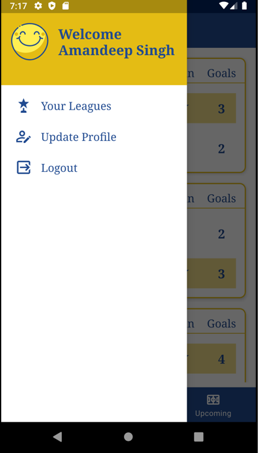 7:17
Welcome
Amandeep Singh
Your Leagues
Update Profile
Logout
n Goals
3
2
n Goals
2
3
n Goals
4
Upcoming